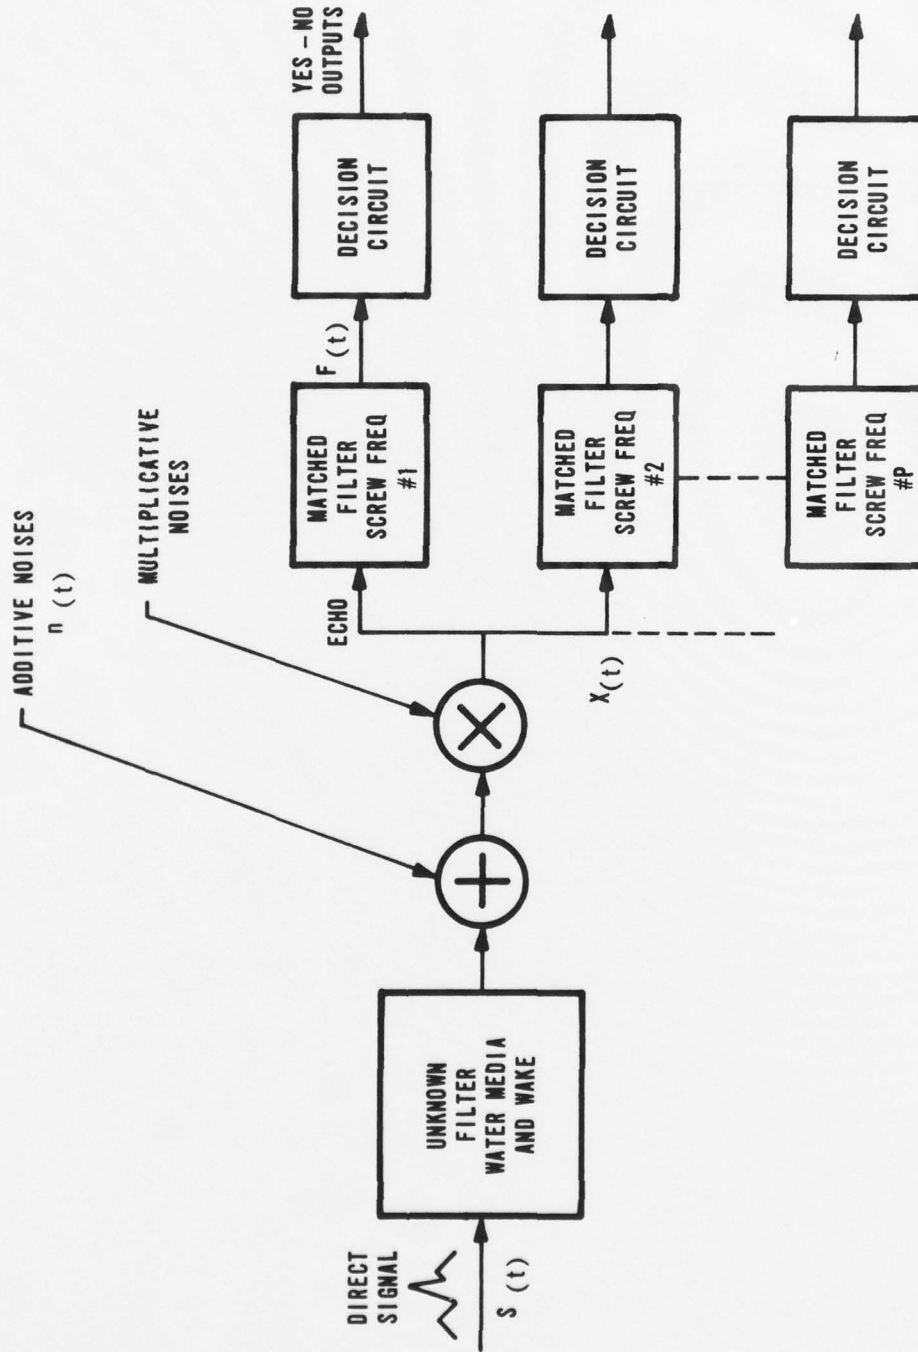 DIRECT
SIGNAL
S (t)
UNKNOWN
FILTER
WATER MEDIA
AND WAKE
ADDITIVE NOISES
n (t)
MULTIPLICATIVE
NOISES
ECHO
X(t)
MATCHED
FILTER
SCREW FREQ
#1
F(t)
DECISION
CIRCUIT
YES-NO
OUTPUTS
MATCHED
FILTER
SCREW FREQ
#2
DECISION
CIRCUIT
MATCHED
FILTER
SCREW FREQ
#P
DECISION
CIRCUIT